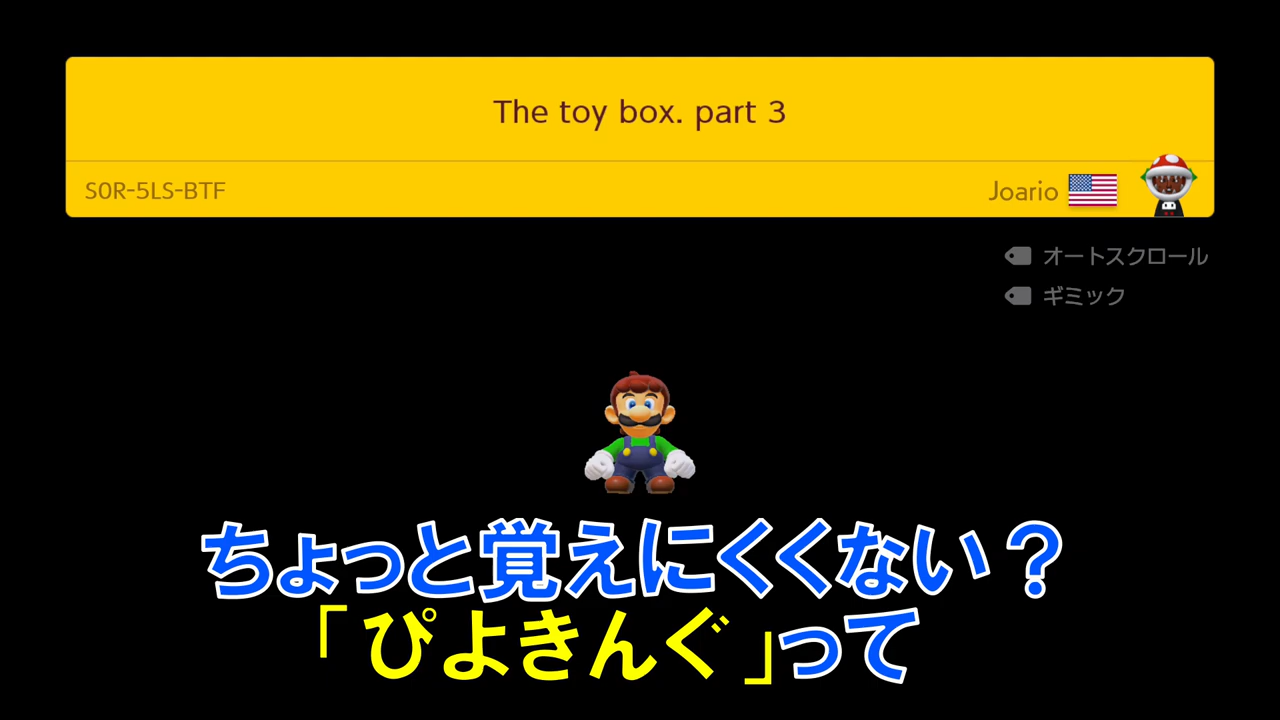 The toy box. part 3
S0R-5LS-BTF
Joario
オートスクロール
ギミック
ちょっと覚えにくくない？
「ぴよきんぐ」って